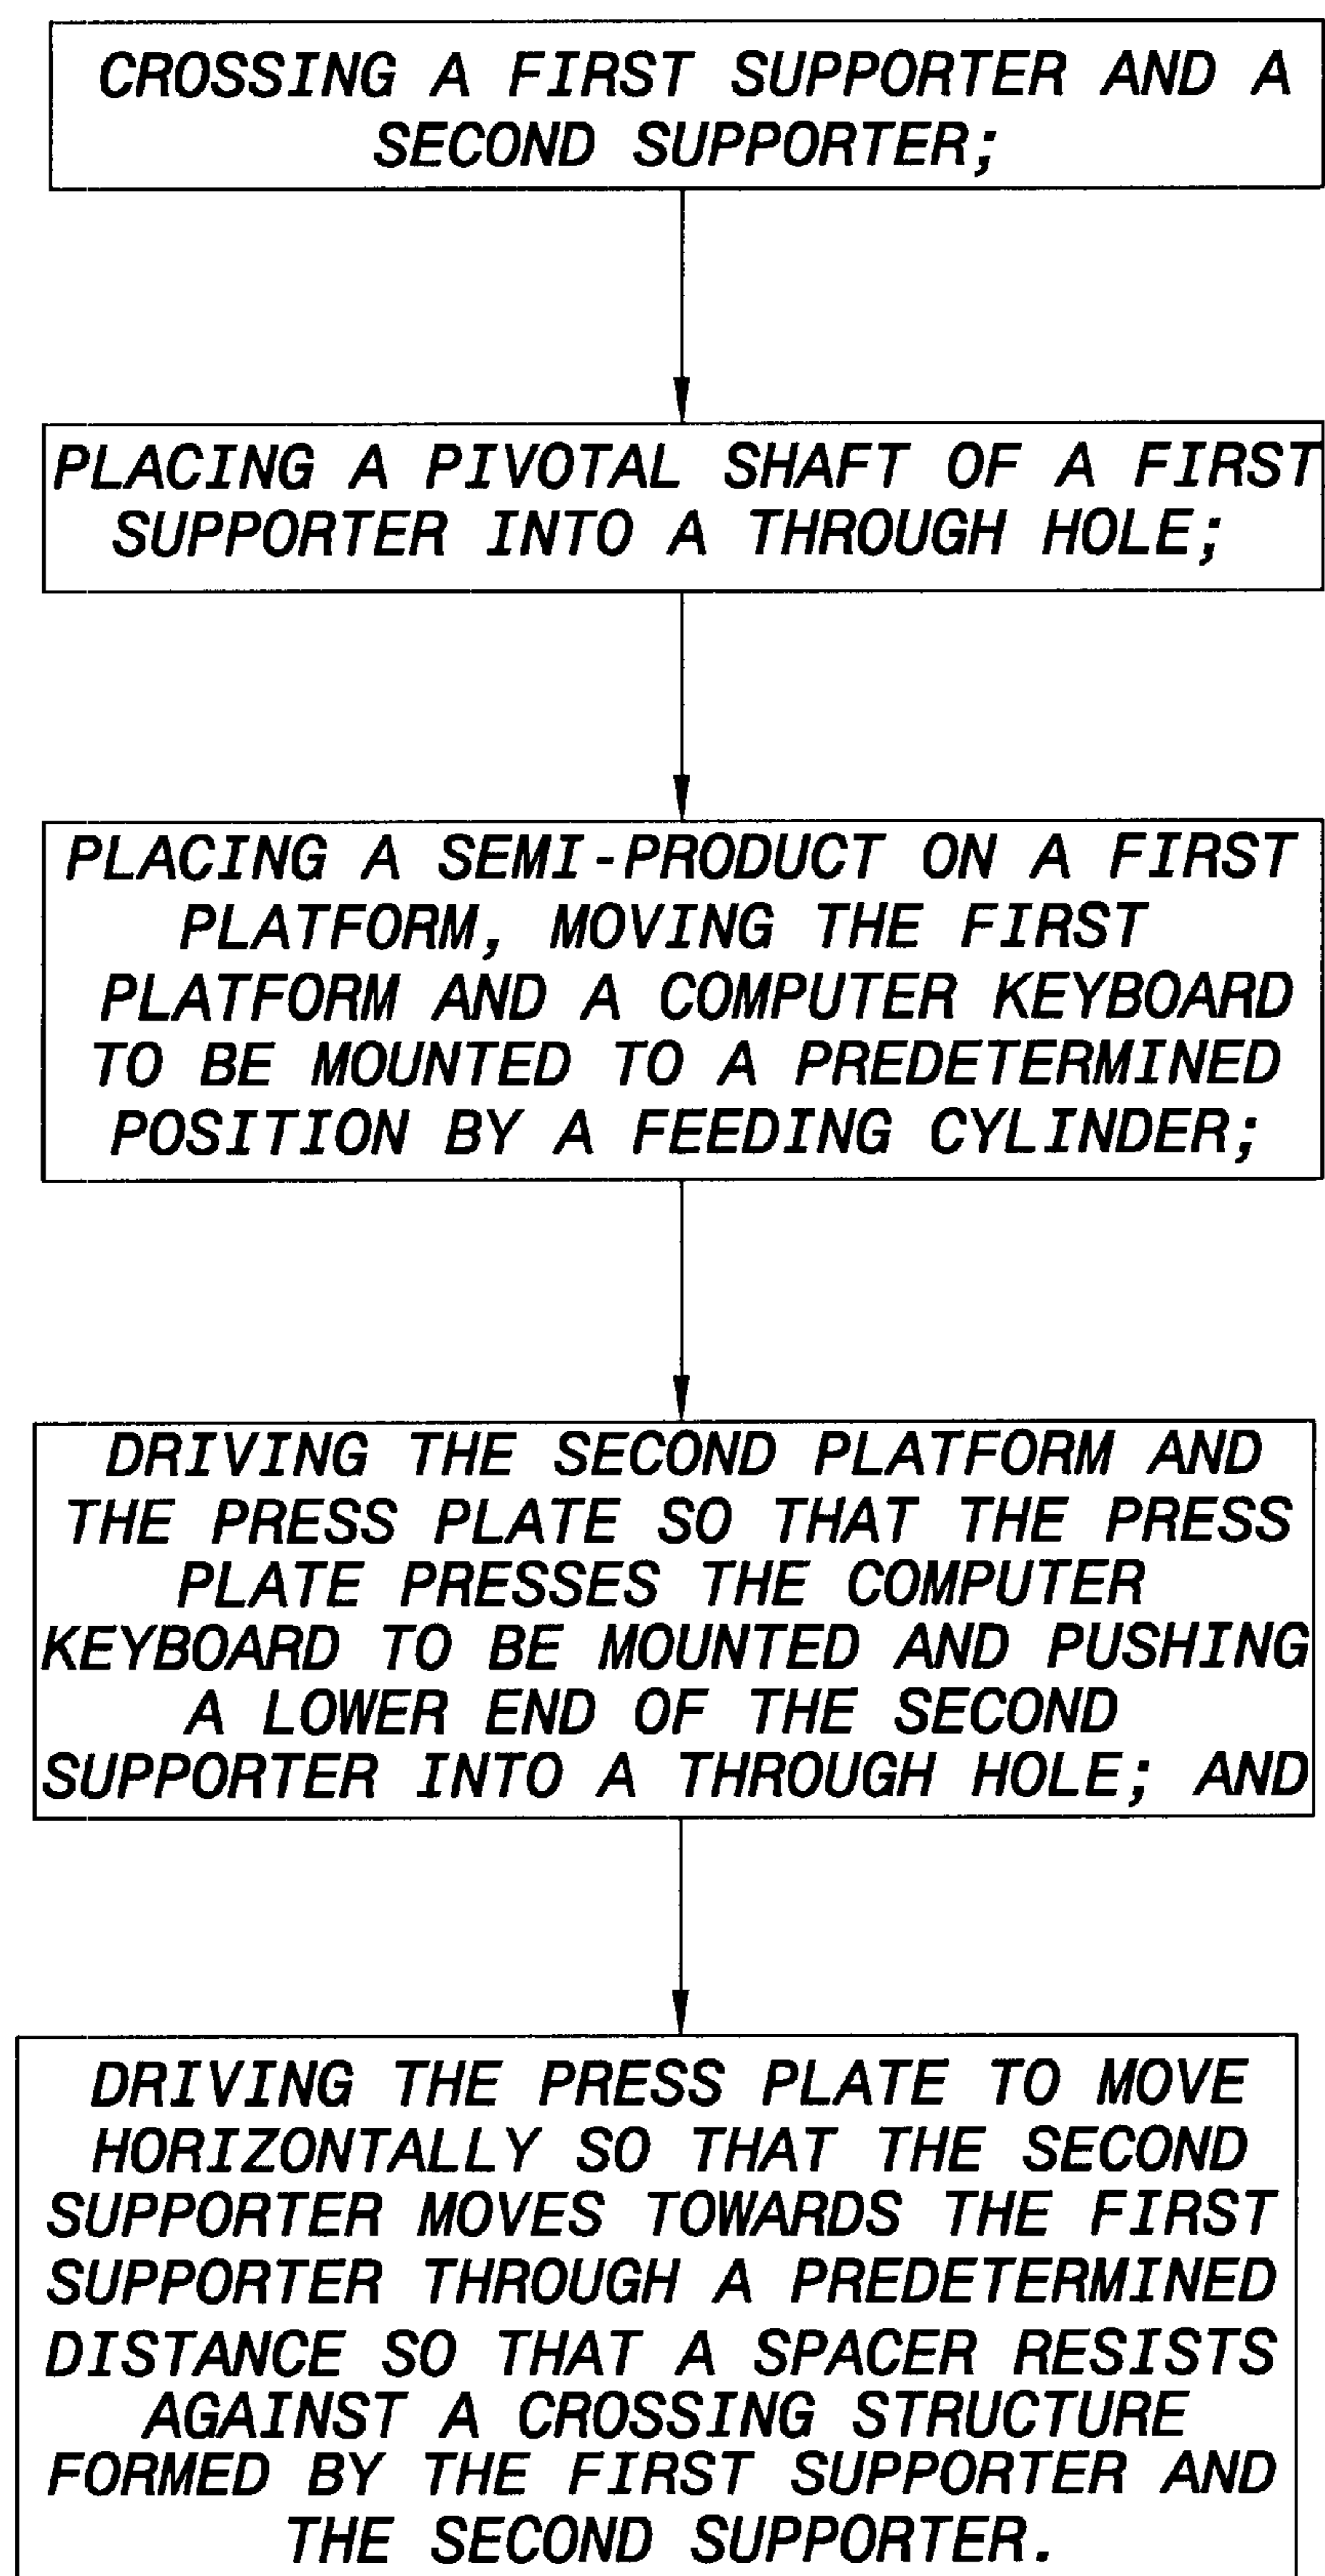 CROSSING A FIRST SUPPORTER AND A
SECOND SUPPORTER;
PLACING A PIVOTAL SHAFT OF A FIRST
SUPPORTER INTO A THROUGH HOLE;
PLACING A SEMI-PRODUCT ON A FIRST
PLATFORM, MOVING THE FIRST
PLATFORM AND A COMPUTER KEYBOARD
TO BE MOUNTED TO A PREDETERMINED
POSITION BY A FEEDING CYLINDER;
DRIVING THE SECOND PLATFORM AND
THE PRESS PLATE SO THAT THE PRESS
PLATE PRESSES THE COMPUTER
KEYBOARD TO BE MOUNTED AND PUSHING
A LOWER END OF THE SECOND
SUPPORTER INTO A THROUGH HOLE; AND
DRIVING THE PRESS PLATE TO MOVE
HORIZONTALLY SO THAT THE SECOND
SUPPORTER MOVES TOWARDS THE FIRST
SUPPORTER THROUGH A PREDETERMINED
DISTANCE SO THAT A SPACER RESISTS
AGAINST A CROSSING STRUCTURE
FORMED BY THE FIRST SUPPORTER AND
THE SECOND SUPPORTER.